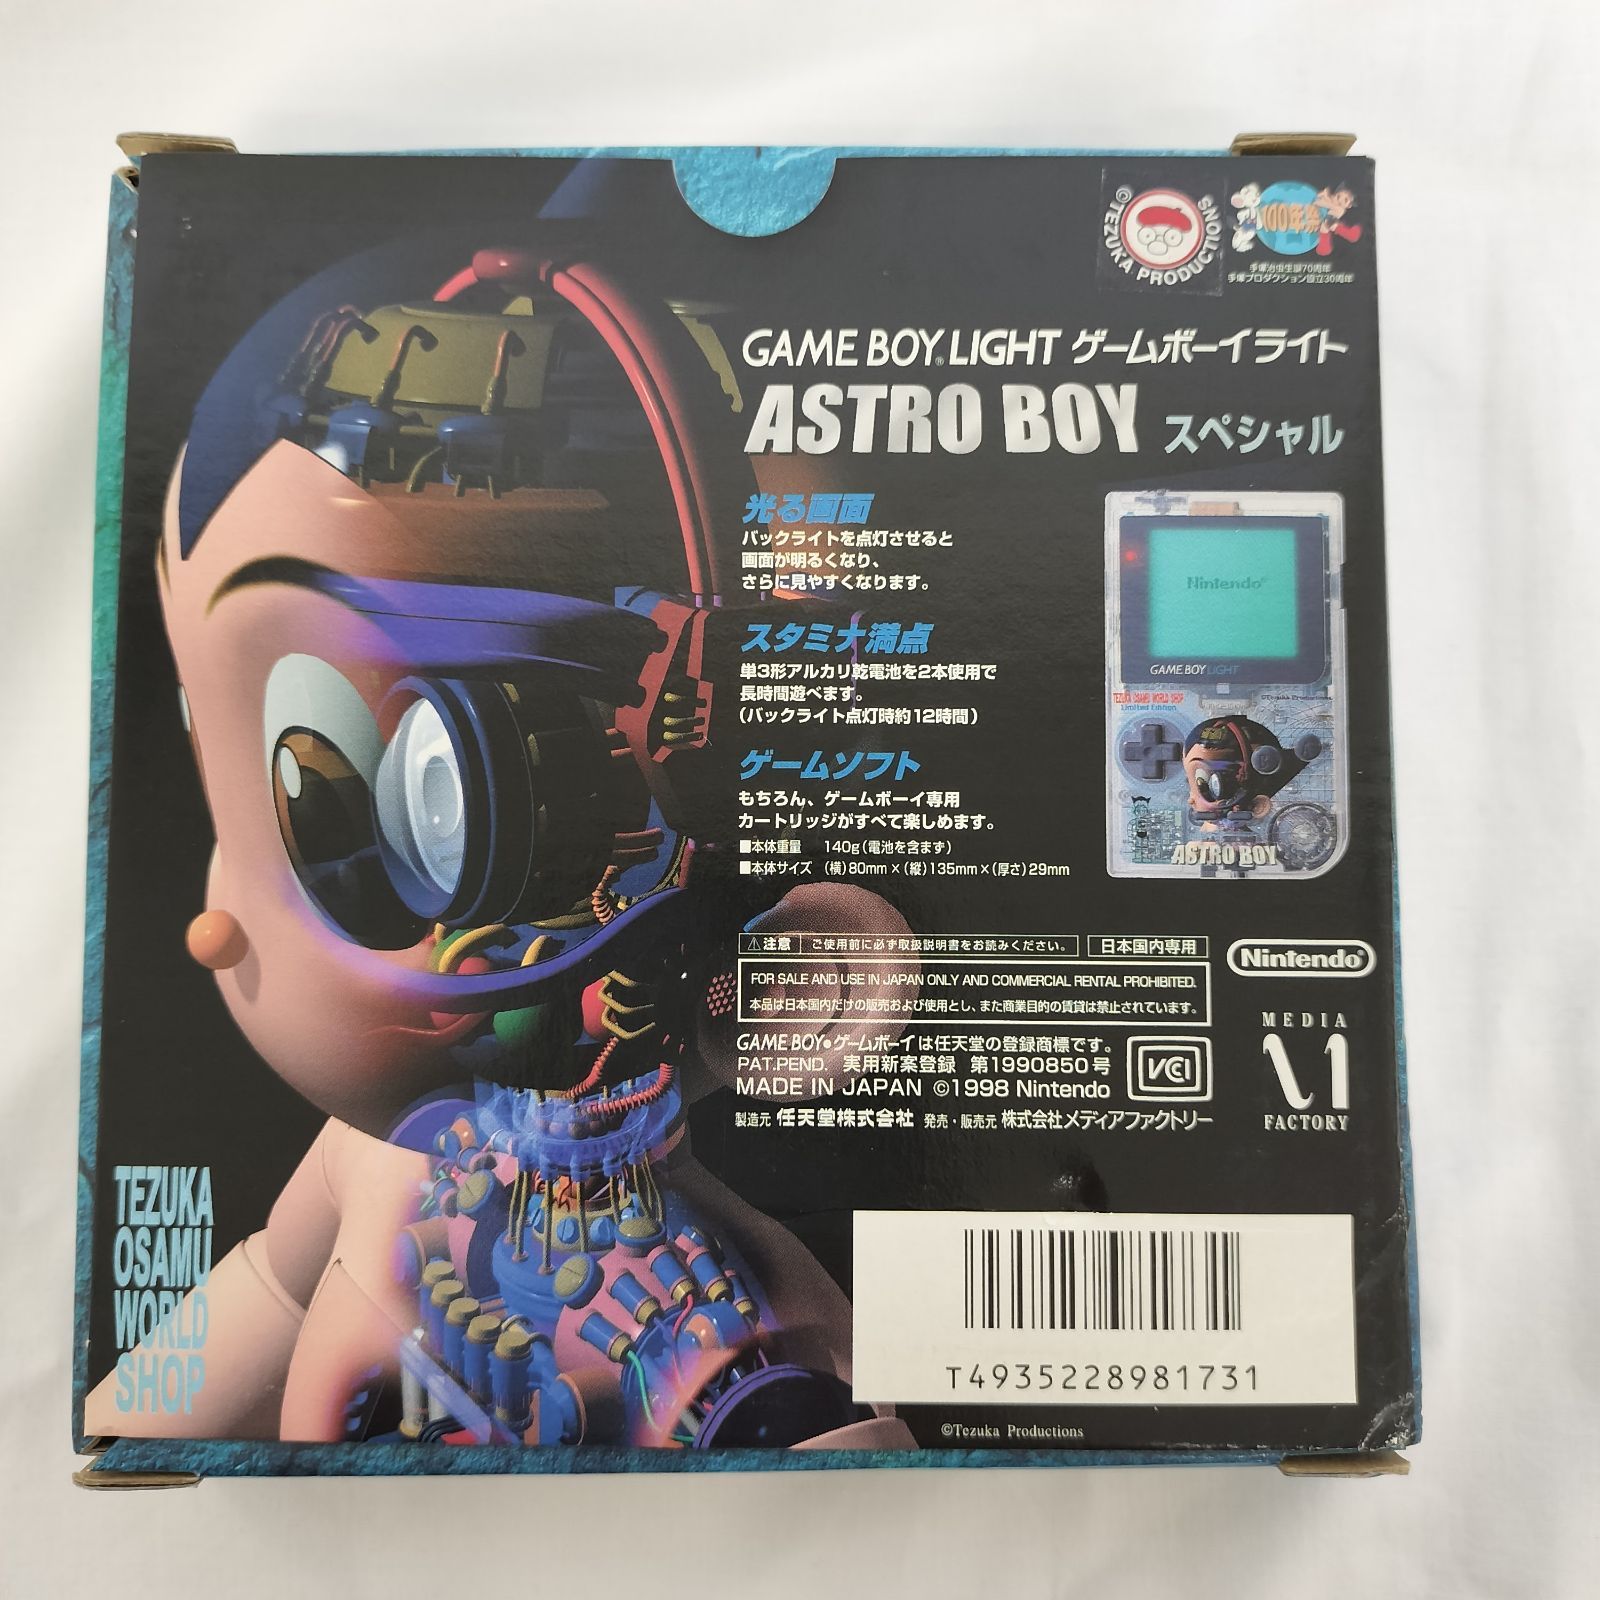 ©TEZUKA PRODUCTIONS
100年祭
手塚治虫生誕70周年
手塚プロダクション設立30周年
GAME BOY® LIGHT ゲームボーイライト
ASTRO BOY スペシャル
光る画面
バックライトを点灯させると
画面が明るくなり、
さらに見やすくなります。
スタミナ満点
単3形アルカリ乾電池を2本使用で
長時間遊べます。
(バックライト点灯時約12時間)
ゲームソフト
もちろん、ゲームボーイ専用
カートリッジがすべて楽しめます。
■本体重量 140g(電池を含まず)
■本体サイズ (横)80mm×(縦)135mm×(厚さ)29mm
Nintendo®
GAME BOY LIGHT
TEZUKA OSAMU WORLD SHOP
Limited Edition
©Tezuka Productions
B
A
ASTRO BOY
⚠注意 ご使用前に必ず取扱説明書をお読みください。
日本国内専用
Nintendo®
FOR SALE AND USE IN JAPAN ONLY AND COMMERCIAL RENTAL PROHIBITED.
本品は日本国内だけの販売および使用とし、また商業目的の賃貸は禁止されています。
GAME BOY•ゲームボーイは任天堂の登録商標です。
PAT.PEND. 実用新案登録 第1990850号
MADE IN JAPAN ©1998 Nintendo
VCCI
製造元 任天堂株式会社 発売・販売元 株式会社メディアファクトリー
MEDIA
FACTORY
TEZUKA
OSAMU
WORLD
SHOP
T4935228981731
©Tezuka Productions